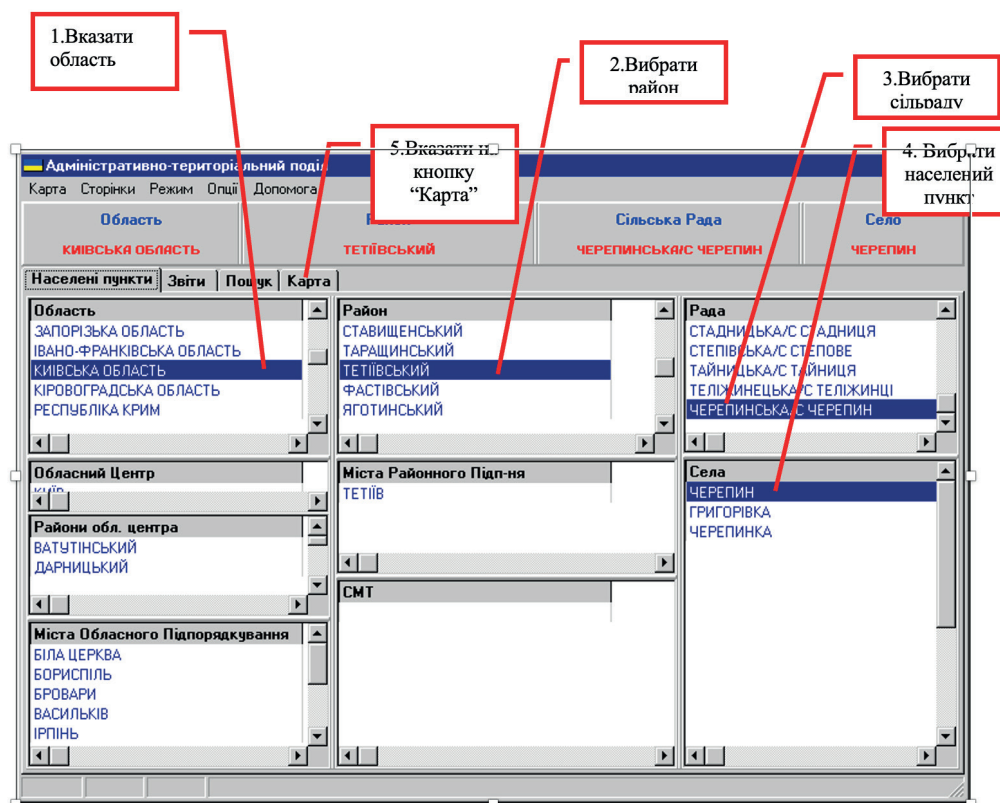 1.Вказати
область
2.Вибрати
район
3.Вибрати
сільраду
4. Вибрати
населений
пункт
5.Вказати на
кнопку
“Карта”
Адміністративно-територіальний поділ
Карта Сторінки Режим Опції Допомога
Область Сільська Рада Село
КИЇВСЬКА ОБЛАСТЬ ТЕТІЇВСЬКИЙ ЧЕРЕПИНСЬКА/С ЧЕРЕПИН ЧЕРЕПИН
Населені пункти Звіти Пошук Карта
Область
ЗАПОРІЗЬКА ОБЛАСТЬ
ІВАНО-ФРАНКІВСЬКА ОБЛАСТЬ
КИЇВСЬКА ОБЛАСТЬ
КІРОВОГРАДСЬКА ОБЛАСТЬ
РЕСПУБЛІКА КРИМ
Район
СТАВИЩЕНСЬКИЙ
ТАРАЩИНСЬКИЙ
ТЕТІЇВСЬКИЙ
ФАСТІВСЬКИЙ
ЯГОТИНСЬКИЙ
Рада
СТАДНИЦЬКА/С СТАДНИЦЯ
СТЕПІВСЬКА/С СТЕПОВЕ
ТАЙНИЦЬКА/С ТАЙНИЦЯ
ТЕЛІЖИНЕЦЬКА/С ТЕЛІЖИНЦІ
ЧЕРЕПИНСЬКА/С ЧЕРЕПИН
Обласний Центр
КИЇВ
Райони обл. центра
ВАТУТІНСЬКИЙ
ДАРНИЦЬКИЙ
Міста Обласного Підпорядкування
БІЛА ЦЕРКВА
БОРИСПІЛЬ
БРОВАРИ
ВАСИЛЬКІВ
ІРПІНЬ
Міста Районного Підп-ня
ТЕТІЇВ
СМТ
Села
ЧЕРЕПИН
ГРИГОРІВКА
ЧЕРЕПИНКА